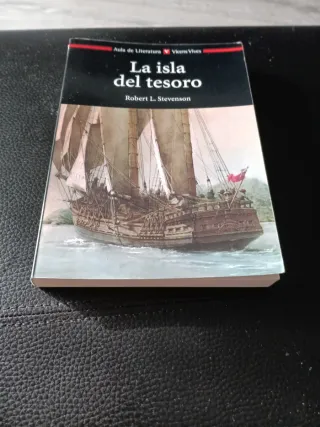 Aula de Literatura V Vicens Vives
La isla
del tesoro
Robert L. Stevenson